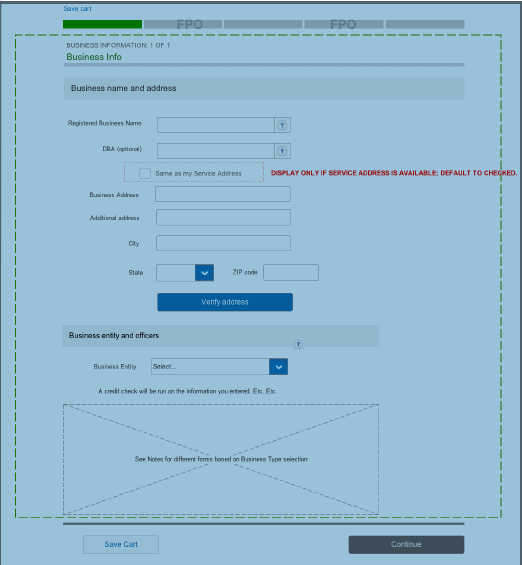 Save cart
FPO FPO
BUSINESS INFORMATION: 1 OF 1
Business Info
Business name and address
Registered Business Name ?
DBA (optional) ?
Same as my Service Address DISPLAY ONLY IF SERVICE ADDRESS IS AVAILABLE; DEFAULT TO CHECKED.
Business Address
Additional address
City
State ZIP code
Verify address
Business entity and officers
?
Business Entity Select...
A credit check will be run on the information you entered. Etc. Etc.
See Notes for different forms based on Business Type selection
Save Cart Continue